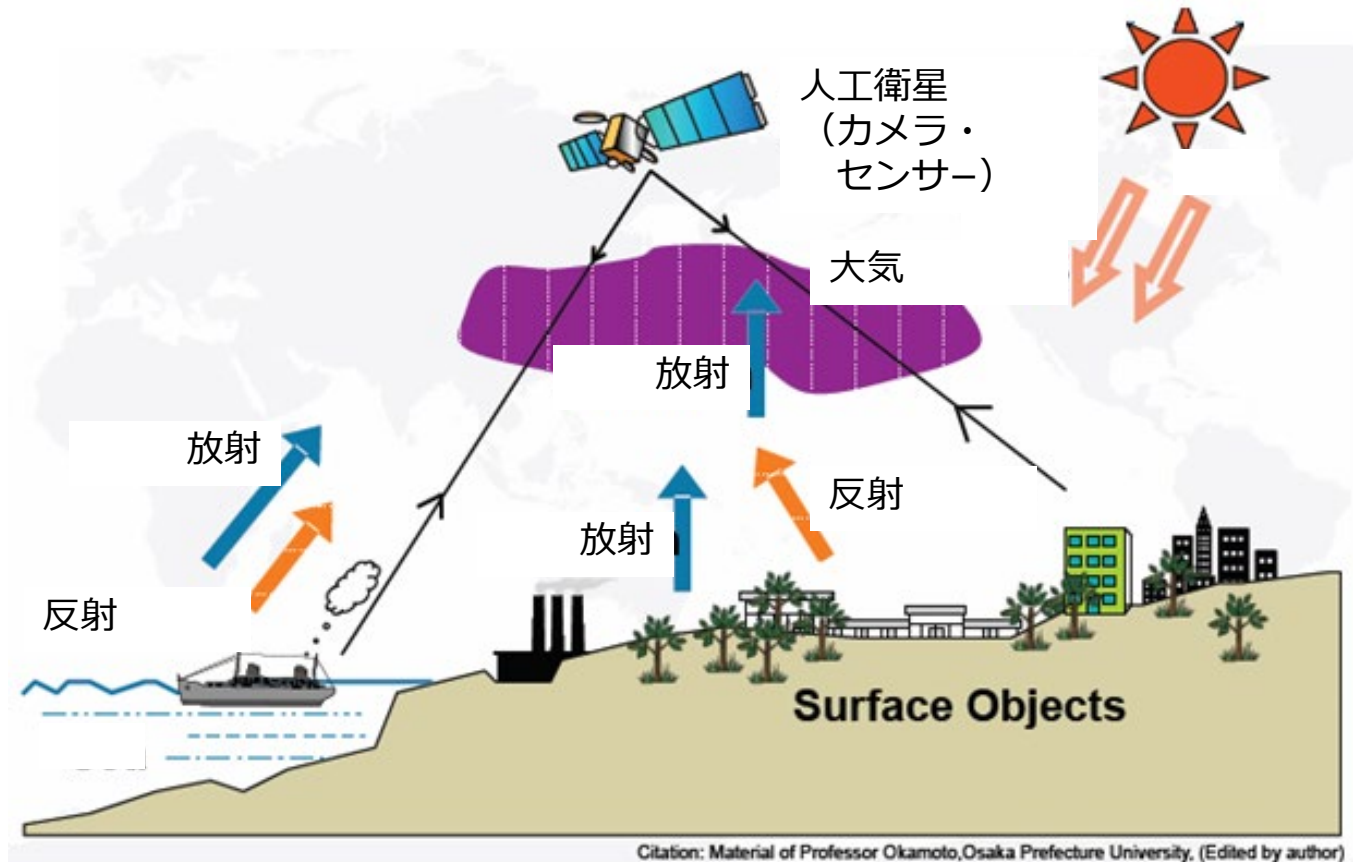 人工衛星
（カメラ・
センサー）
大気
放射
放射
反射
放射
反射
Surface Objects
Citation: Material of Professor Okamoto,Osaka Prefecture University, (Edited by author)